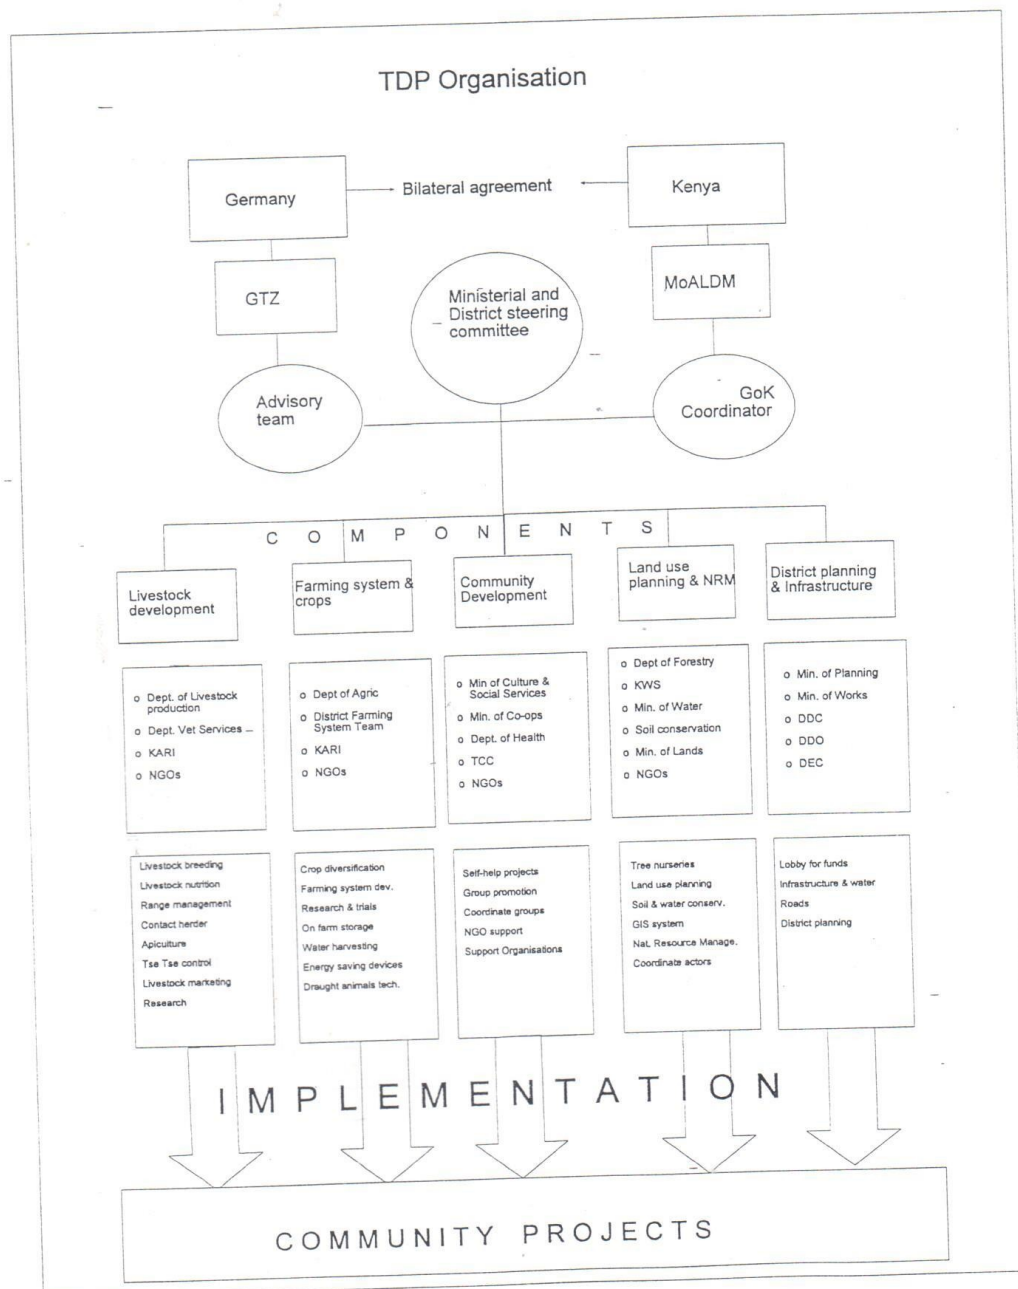 TDP Organisation
Germany
Bilateral agreement
Kenya
GTZ
Ministerial and
District steering
committee
MoALDM
Advisory
team
GoK
Coordinator
COMPONENTS
Livestock
development
Farming system &
crops
Community
Development
Land use
planning & NRM
District planning
& Infrastructure
o Dept. of Livestock
production
o Dept. Vet Services
o KARI
o NGOs
o Dept of Agric
o District Farming
System Team
o KARI
o NGOs
o Min of Culture &
Social Services
o Min. of Co-ops
o Dept. of Health
o TCC
o NGOs
o Dept of Forestry
o KWS
o Min. of Water
o Soil conservation
o Min. of Lands
o NGOs
o Min. of Planning
o Min. of Works
o DDC
o DDO
o DEC
Livestock breeding
Livestock nutrition
Range management
Contact herder
Apiculture
Tse Tse control
Livestock marketing
Research
Crop diversification
Farming system dev.
Research & trials
On farm storage
Water harvesting
Energy saving devices
Draught animals tech.
Self-help projects
Group promotion
Coordinate groups
NGO support
Support Organisations
Tree nurseries
Land use planning
Soil & water conserv.
GIS system
Nat. Resource Manage.
Coordinate actors
Lobby for funds
Infrastructure & water
Roads
District planning
IMPLEMENTATION
COMMUNITY PROJECTS